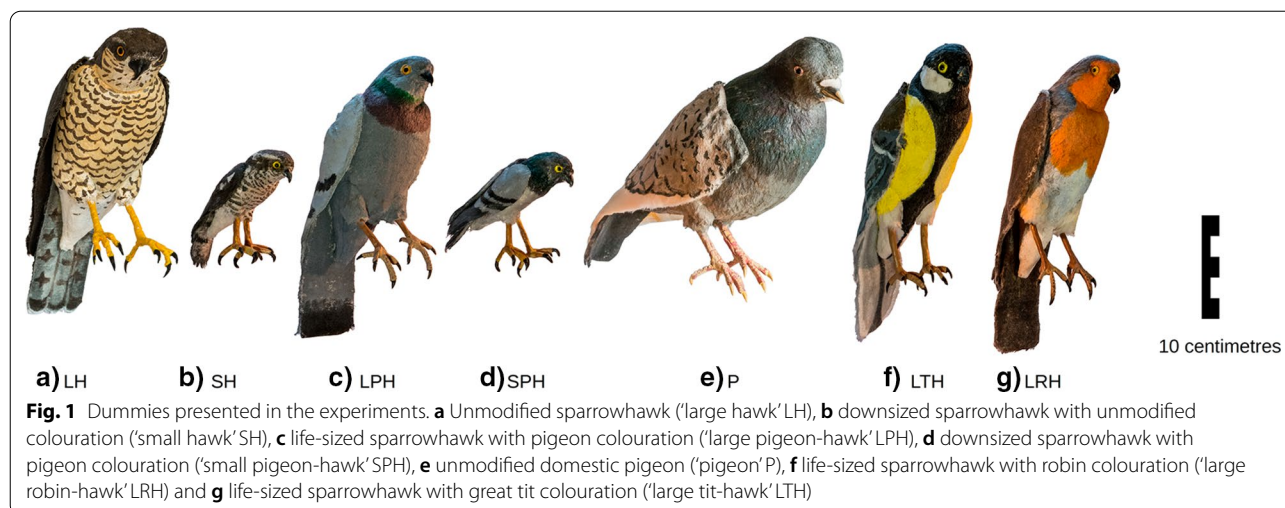 10 centimetres
a) LH b) SH c) LPH d) SPH e) P f) LTH g) LRH
Fig. 1 Dummies presented in the experiments. a Unmodified sparrowhawk (‘large hawk’ LH), b downsized sparrowhawk with unmodified
colouration (‘small hawk’ SH), c life-sized sparrowhawk with pigeon colouration (‘large pigeon-hawk’ LPH), d downsized sparrowhawk with
pigeon colouration (‘small pigeon-hawk’ SPH), e unmodified domestic pigeon (‘pigeon’ P), f life-sized sparrowhawk with robin colouration (‘large
robin-hawk’ LRH) and g life-sized sparrowhawk with great tit colouration (‘large tit-hawk’ LTH)